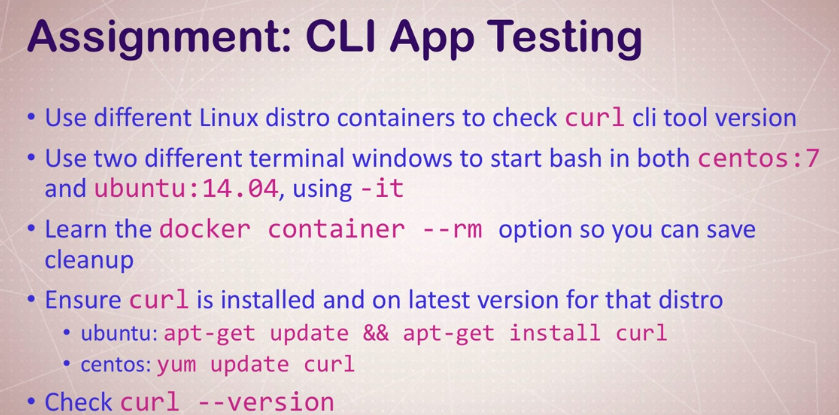 Assignment: CLI App Testing
• Use different Linux distro containers to check curl cli tool version
• Use two different terminal windows to start bash in both centos:7
and ubuntu:14.04, using -it
• Learn the docker container --rm option so you can save
cleanup
• Ensure curl is installed and on latest version for that distro
• ubuntu: apt-get update && apt-get install curl
• centos: yum update curl
• Check curl --version